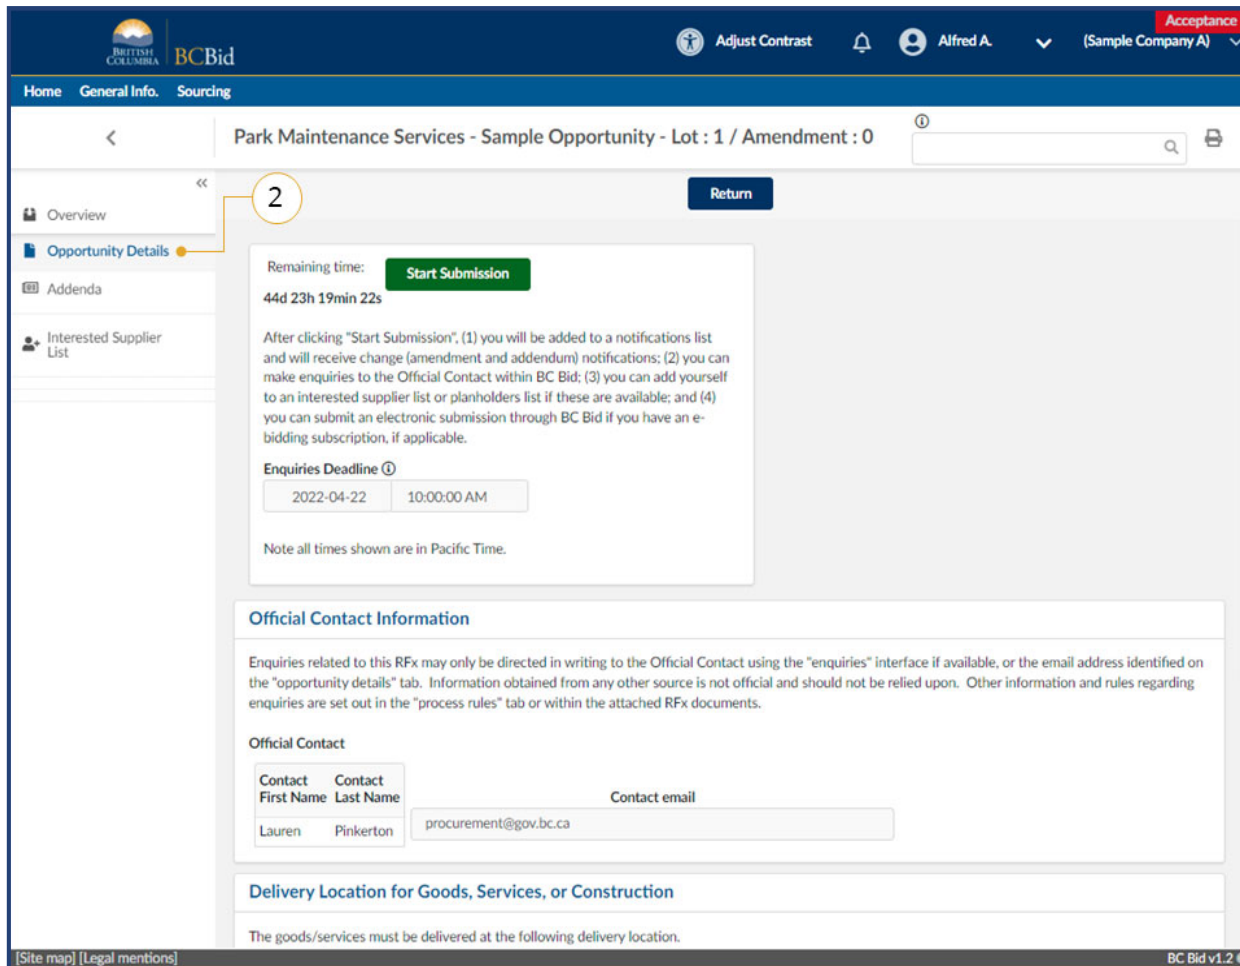 Acceptance
BRITISH
COLUMBIA
BCBid
Adjust Contrast
Alfred A.
(Sample Company A)
Home General Info. Sourcing
Park Maintenance Services - Sample Opportunity - Lot : 1 / Amendment : 0
2
Return
Overview
Opportunity Details
Addenda
Interested Supplier
List
Remaining time:
Start Submission
44d 23h 19min 22s
After clicking "Start Submission", (1) you will be added to a notifications list
and will receive change (amendment and addendum) notifications; (2) you can
make enquiries to the Official Contact within BC Bid; (3) you can add yourself
to an interested supplier list or planholders list if these are available; and (4)
you can submit an electronic submission through BC Bid if you have an e-
bidding subscription, if applicable.
Enquiries Deadline
2022-04-22 10:00:00 AM
Note all times shown are in Pacific Time.
Official Contact Information
Enquiries related to this RFx may only be directed in writing to the Official Contact using the "enquiries" interface if available, or the email address identified on
the "opportunity details" tab. Information obtained from any other source is not official and should not be relied upon. Other information and rules regarding
enquiries are set out in the "process rules" tab or within the attached RFx documents.
Official Contact
Contact Contact
First Name Last Name
Contact email
Lauren Pinkerton
procurement@gov.bc.ca
Delivery Location for Goods, Services, or Construction
The goods/services must be delivered at the following delivery location.
[Site map] [Legal mentions]
BC Bid v1.2